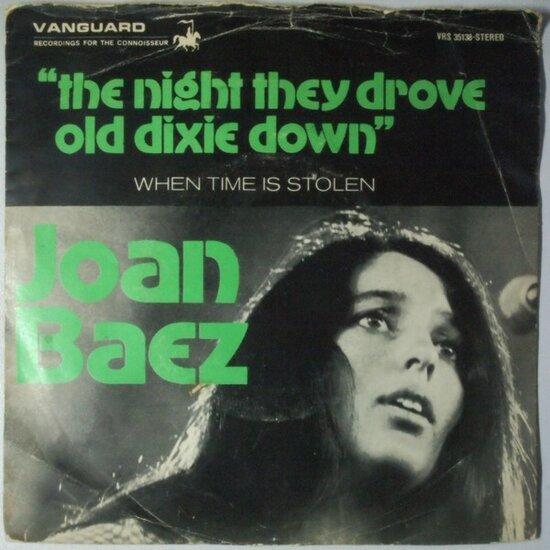 VANGUARD
RECORDINGS FOR THE CONNOISSEUR
VRS 35138-STEREO
"the night they drove
old dixie down"
WHEN TIME IS STOLEN
Joan
Baez